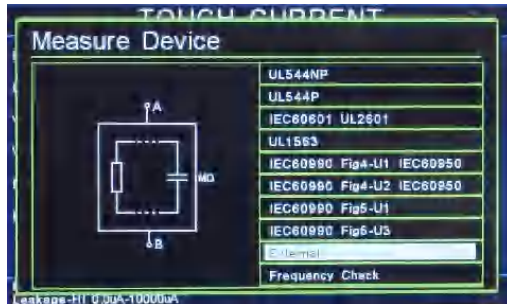 TOUCH CURRENT
Measure Device
A
MD
B
UL544NP
UL544P
IEC60601 UL2601
UL1563
IEC60990 Fig4-U1 IEC60950
IEC60990 Fig4-U2 IEC60950
IEC60990 Fig5-U1
IEC60990 Fig5-U3
External
Frequency Check
Leakage-HI 0.0uA-10000uA